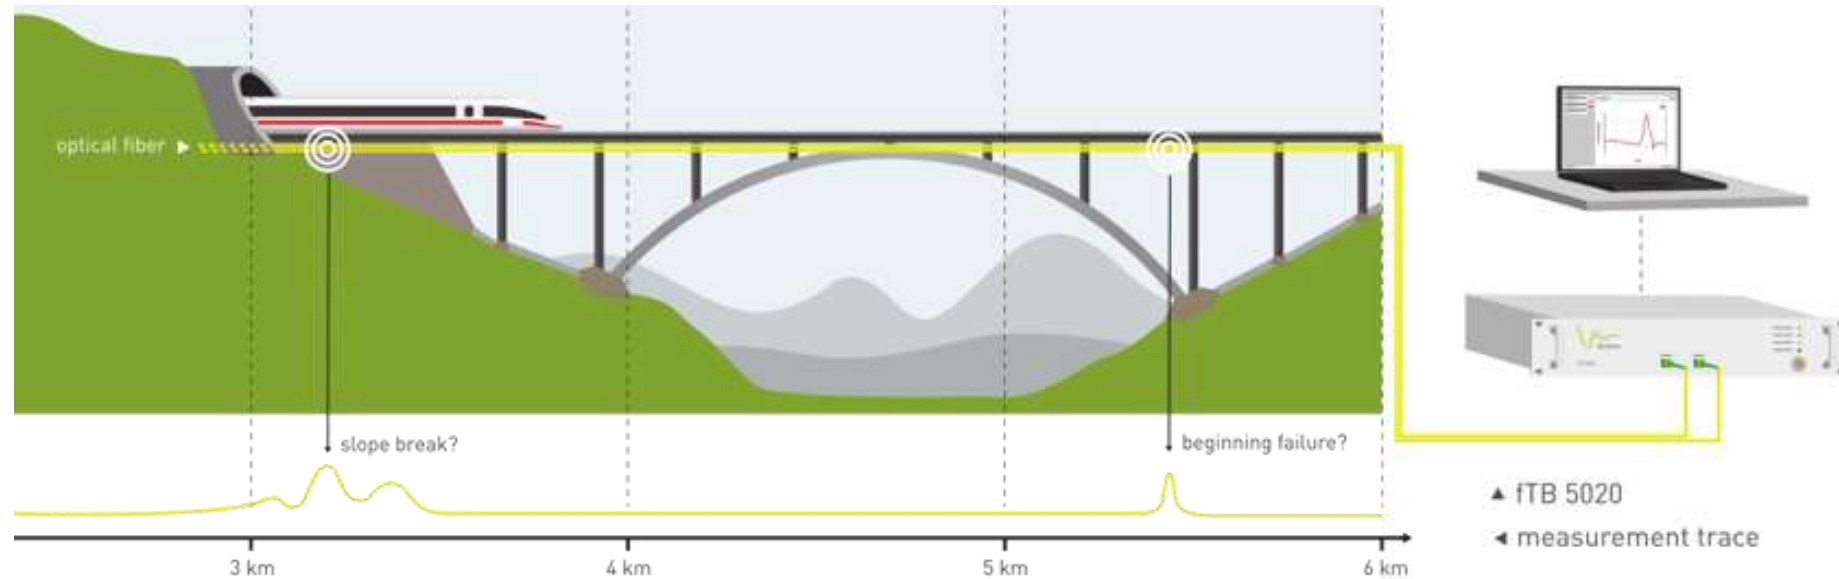 optical fiber
slope break?
beginning failure?
3 km
4 km
5 km
6 km
fTB 5020
measurement trace